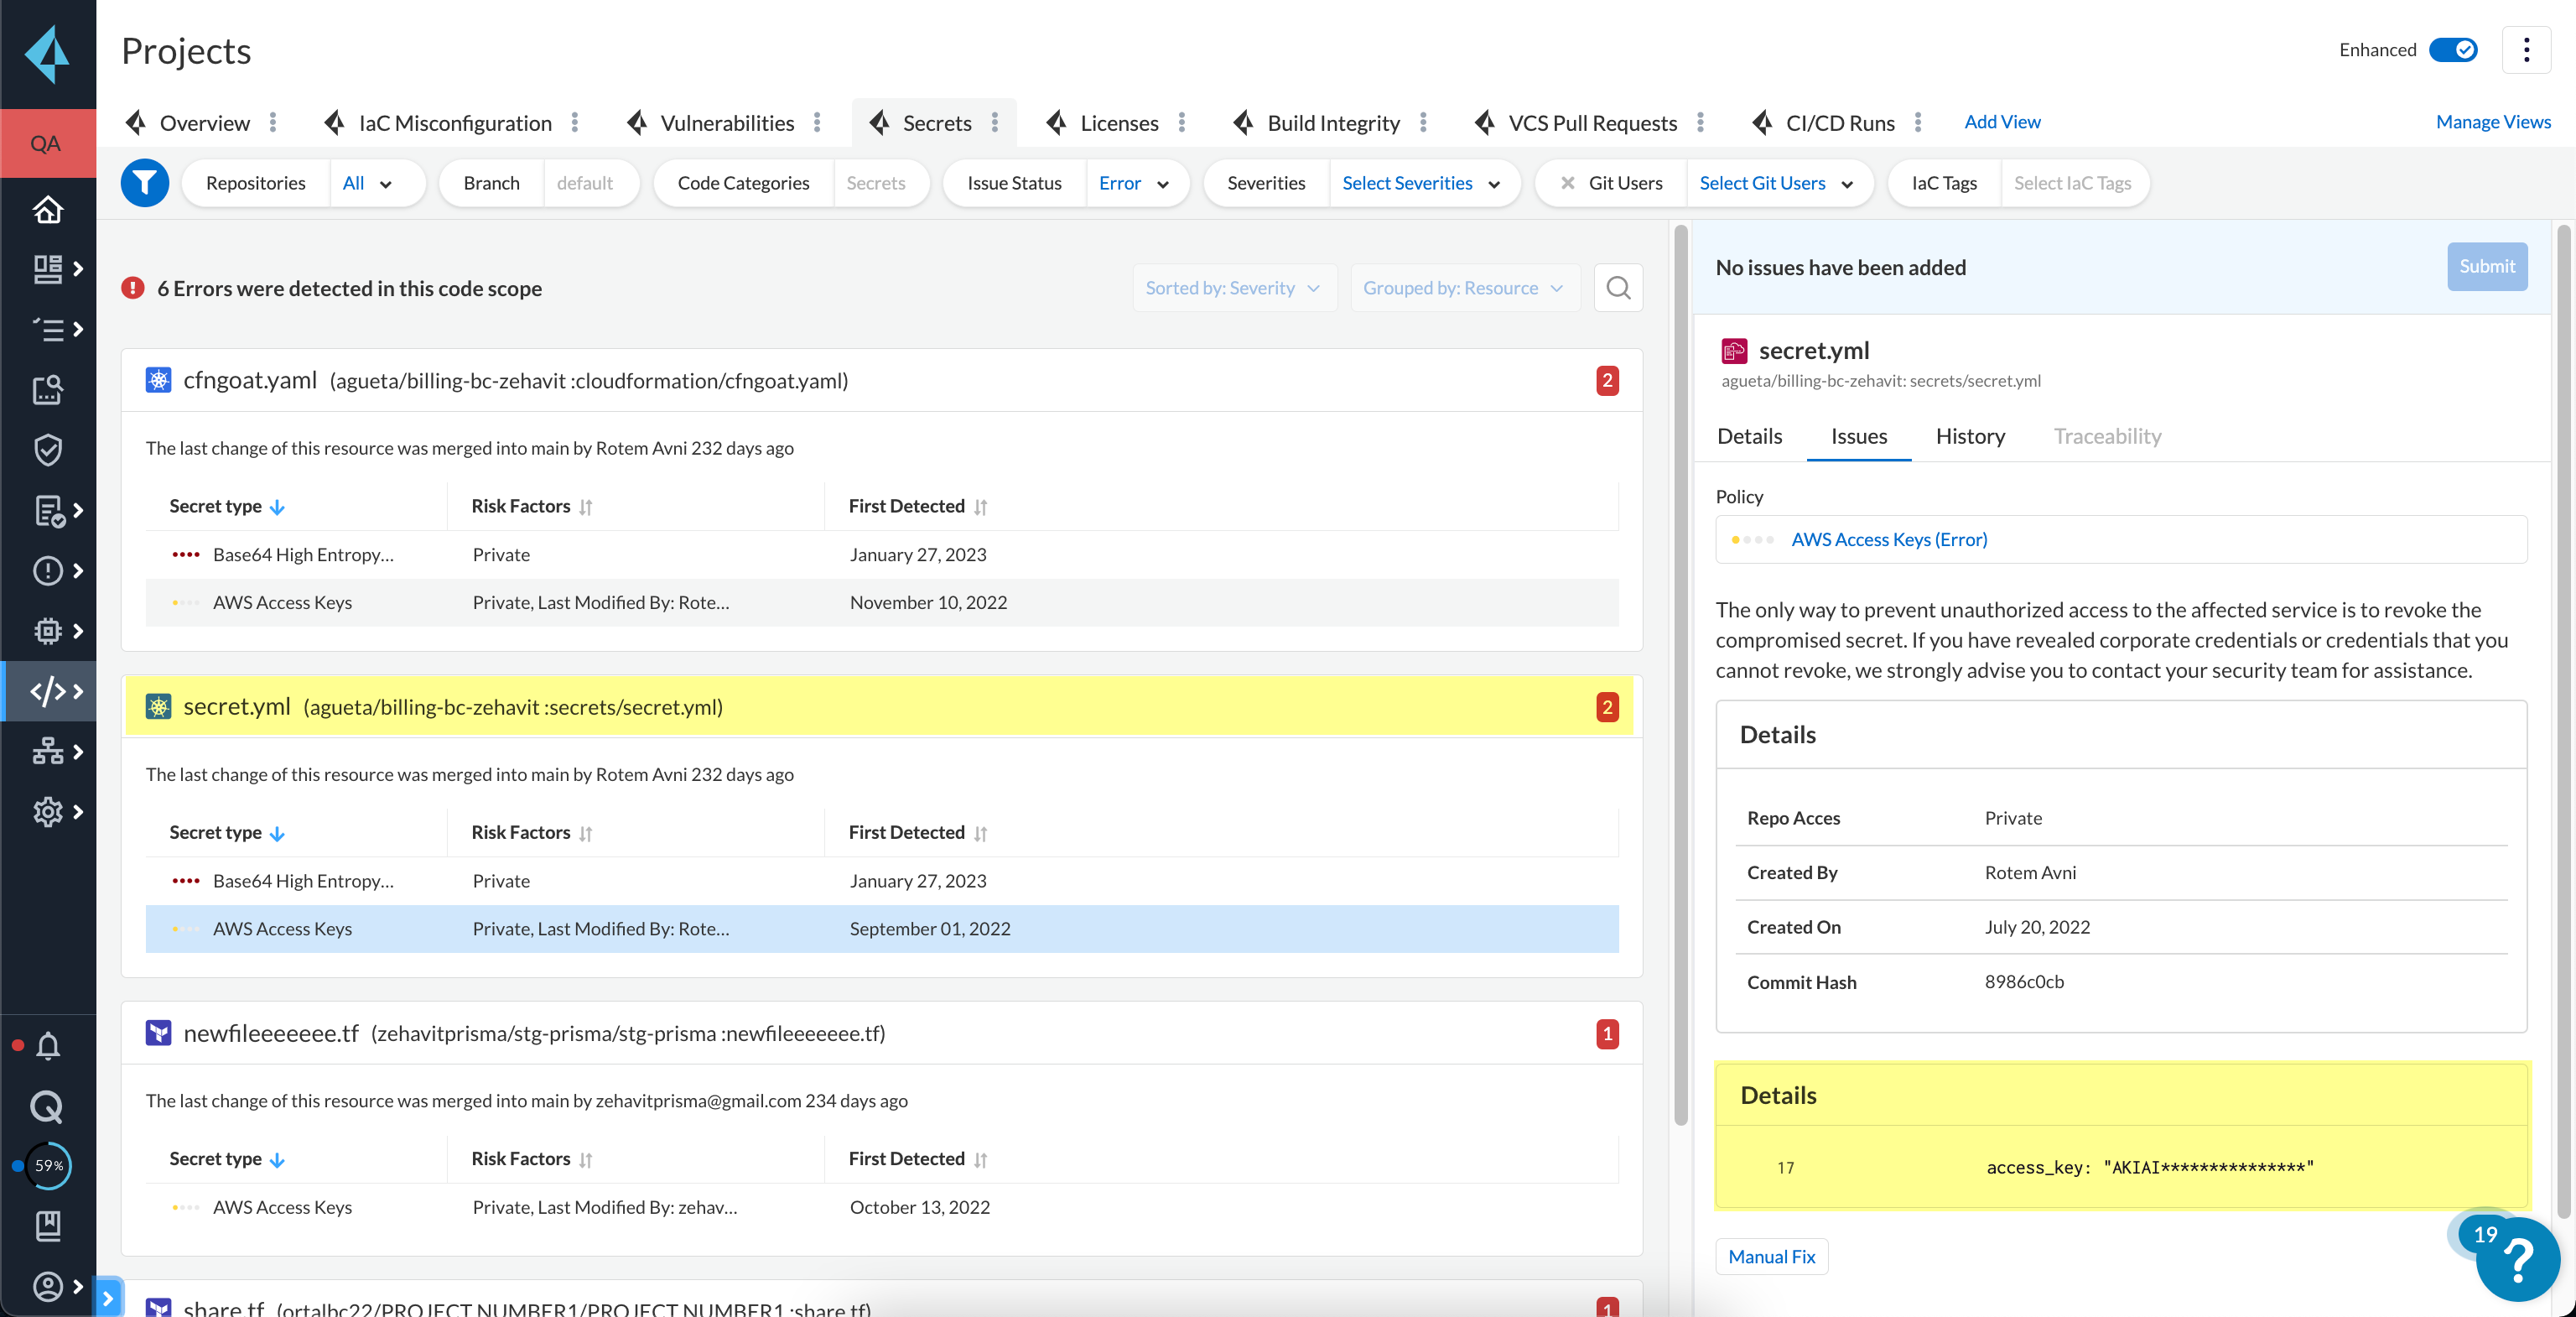 Projects
Enhanced
QA
Overview
IaC Misconfiguration
Vulnerabilities
Secrets
Licenses
Build Integrity
VCS Pull Requests
CI/CD Runs
Add View
Manage Views
Repositories All
Branch default
Code Categories Secrets
Issue Status Error
Severities Select Severities
Git Users Select Git Users
IaC Tags Select IaC Tags
6 Errors were detected in this code scope
Sorted by: Severity
Grouped by: Resource
cfngoat.yaml (agueta/billing-bc-zehavit :cloudformation/cfngoat.yaml) 2
The last change of this resource was merged into main by Rotem Avni 232 days ago
Secret type Risk Factors First Detected
Base64 High Entropy... Private January 27, 2023
AWS Access Keys Private, Last Modified By: Rote... November 10, 2022
secret.yml (agueta/billing-bc-zehavit :secrets/secret.yml) 2
The last change of this resource was merged into main by Rotem Avni 232 days ago
Secret type Risk Factors First Detected
Base64 High Entropy... Private January 27, 2023
AWS Access Keys Private, Last Modified By: Rote... September 01, 2022
newfileeeeeee.tf (zehavitprisma/stg-prisma/stg-prisma :newfileeeeeee.tf) 1
The last change of this resource was merged into main by zehavitprisma@gmail.com 234 days ago
Secret type Risk Factors First Detected
AWS Access Keys Private, Last Modified By: zehav... October 13, 2022
share.tf (ortalbc22/PROJECT NUMBER1/PROJECT NUMBER1 :share.tf) 1
59%
No issues have been added
Submit
secret.yml
agueta/billing-bc-zehavit: secrets/secret.yml
Details Issues History Traceability
Policy
AWS Access Keys (Error)
The only way to prevent unauthorized access to the affected service is to revoke the
compromised secret. If you have revealed corporate credentials or credentials that you
cannot revoke, we strongly advise you to contact your security team for assistance.
Details
Repo Acces Private
Created By Rotem Avni
Created On July 20, 2022
Commit Hash 8986c0cb
Details
17 access_key: "AKIAI***************"
Manual Fix
19
?